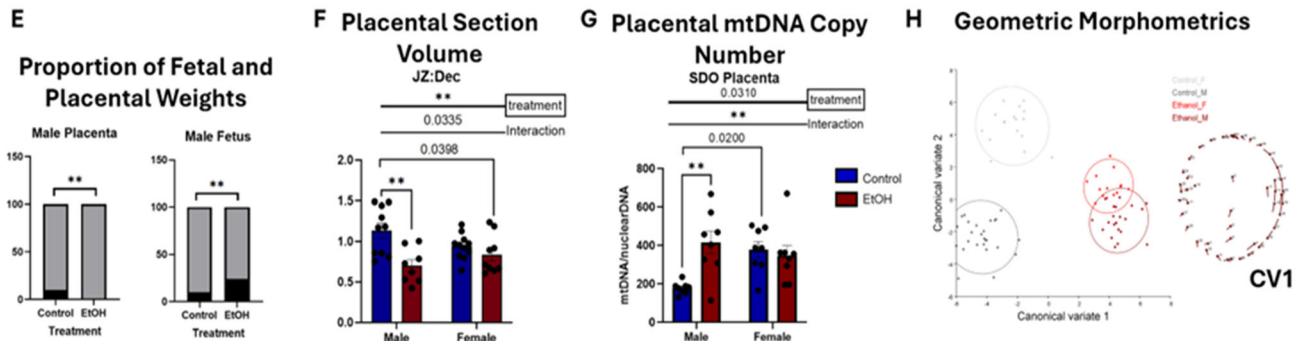 E
Proportion of Fetal and
Placental Weights
Male Placenta
Male Fetus
150
100
50
0
**
Control EtOH
Treatment
150
100
50
0
**
Control EtOH
Treatment
F
Placental Section
Volume
JZ:Dec
**
treatment
0.0335
Interaction
0.0398
**
2.0
1.5
1.0
0.5
0.0
Male Female
G
Placental mtDNA Copy
Number
SDO Placenta
0.0310
treatment
**
Interaction
0.0200
**
mtDNA/nuclearDNA
800
600
400
200
0
Male Female
Control
EtOH
H
Geometric Morphometrics
Control_F
Control_M
Ethanol_F
Ethanol_M
Canonical variate 2
Canonical variate 1
CV1